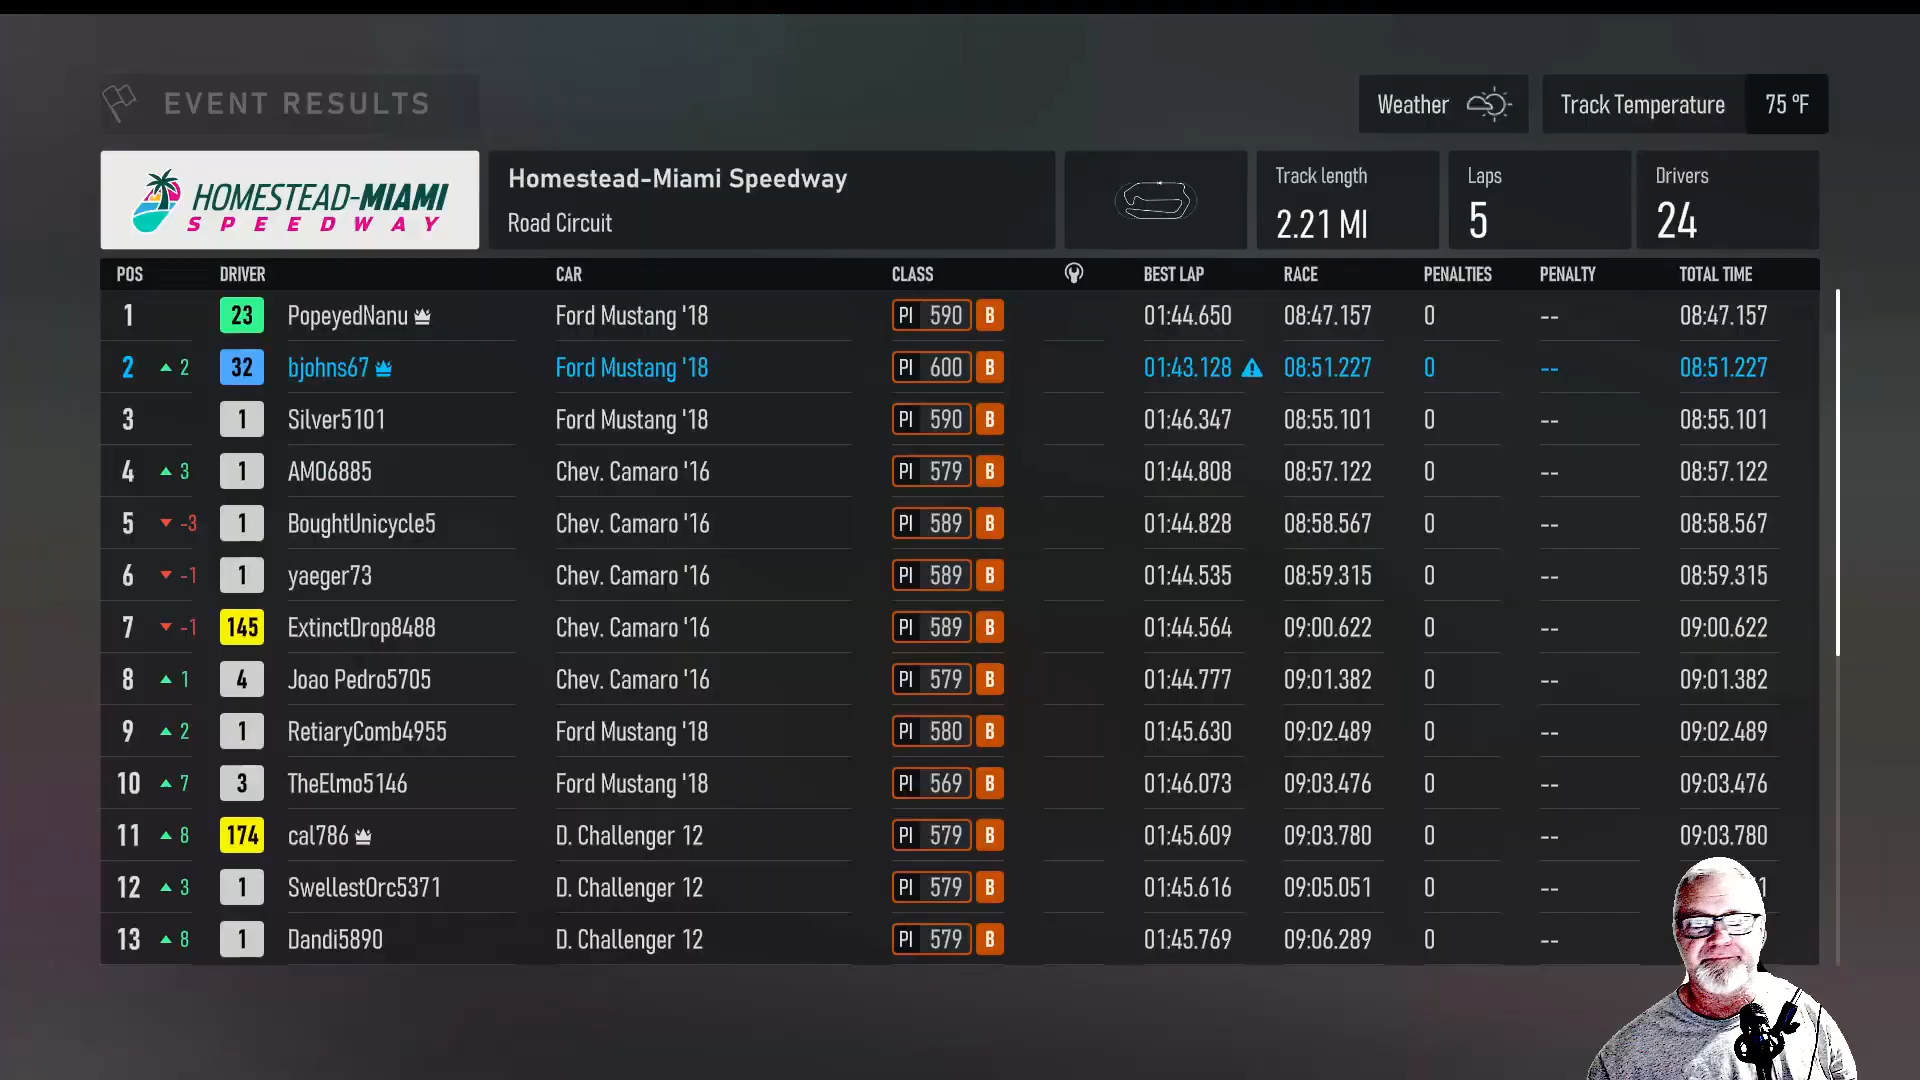 EVENT RESULTS
Weather
Track Temperature 75 °F
HOMESTEAD-MIAMI
SPEEDWAY
Homestead-Miami Speedway
Road Circuit
Track length
2.21 MI
Laps
5
Drivers
24
POS DRIVER CAR CLASS BEST LAP RACE PENALTIES PENALTY TOTAL TIME
1 23 PopeyedNanu Ford Mustang '18 PI 590 B 01:44.650 08:47.157 0 -- 08:47.157
2 2 32 bjohns67 Ford Mustang '18 PI 600 B 01:43.128 08:51.227 0 -- 08:51.227
3 1 Silver5101 Ford Mustang '18 PI 590 B 01:46.347 08:55.101 0 -- 08:55.101
4 3 1 AMO6885 Chev. Camaro '16 PI 579 B 01:44.808 08:57.122 0 -- 08:57.122
5 -3 1 BoughtUnicycle5 Chev. Camaro '16 PI 589 B 01:44.828 08:58.567 0 -- 08:58.567
6 -1 1 yaeger73 Chev. Camaro '16 PI 589 B 01:44.535 08:59.315 0 -- 08:59.315
7 -1 145 ExtinctDrop8488 Chev. Camaro '16 PI 589 B 01:44.564 09:00.622 0 -- 09:00.622
8 1 4 Joao Pedro5705 Chev. Camaro '16 PI 579 B 01:44.777 09:01.382 0 -- 09:01.382
9 2 1 RetiaryComb4955 Ford Mustang '18 PI 580 B 01:45.630 09:02.489 0 -- 09:02.489
10 7 3 TheElmo5146 Ford Mustang '18 PI 569 B 01:46.073 09:03.476 0 -- 09:03.476
11 8 174 cal786 D. Challenger 12 PI 579 B 01:45.609 09:03.780 0 -- 09:03.780
12 3 1 SwellestOrc5371 D. Challenger 12 PI 579 B 01:45.616 09:05.051 0 --
13 8 1 Dandi5890 D. Challenger 12 PI 579 B 01:45.769 09:06.289 0 --